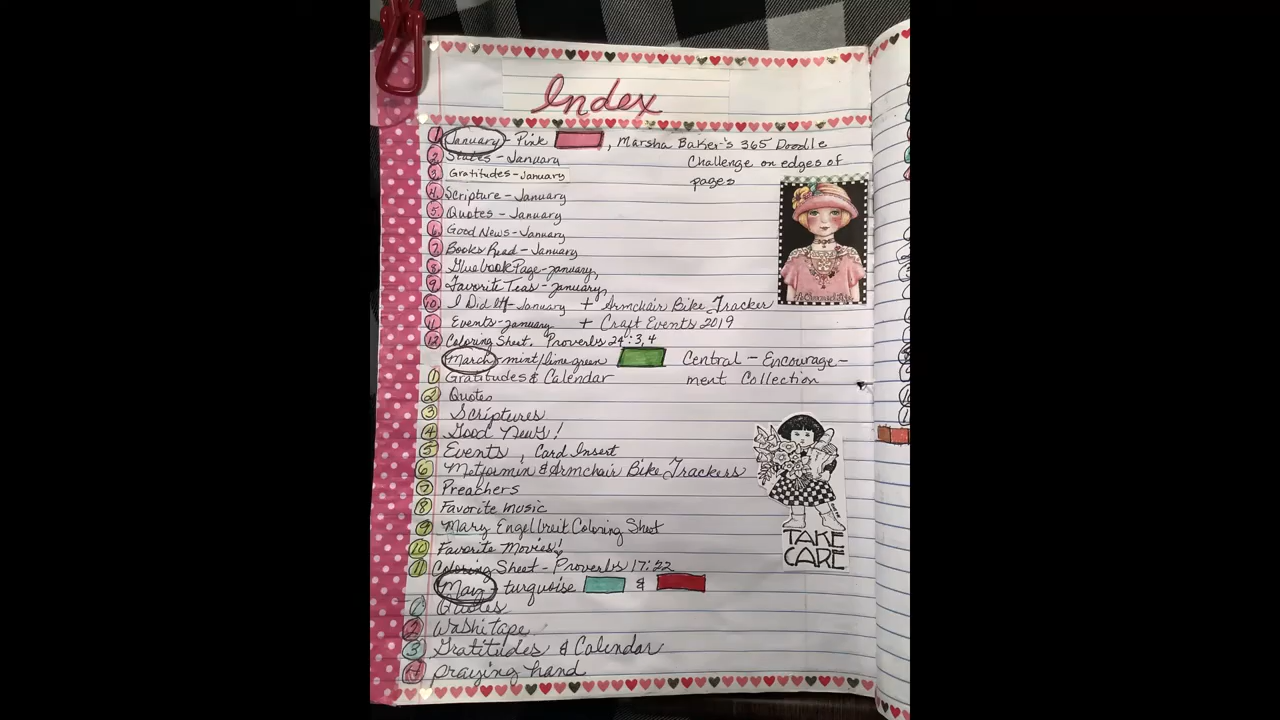 Index
① January - Pink , Marsha Baker's 365 Doodle
Challenge on edges of
pages
② States - January
③ Gratitudes - January
④ Scripture - January
⑤ Quotes - January
⑥ Good News - January
⑦ Books Read - January
⑧ Gluebook Page - January
⑨ Favorite Teas - January
⑩ I Did It! - January + Armchair Bike Tracker
⑪ Events - January + Craft Events 2019
⑫ Coloring Sheet. Proverbs 24:3,4
March - mint/lime green Central - Encourage-
ment Collection
① Gratitudes & Calendar
② Quotes
③ Scriptures
④ Good News!
⑤ Events, Card Insert
⑥ Metformin & Armchair Bike Trackers
⑦ Preachers
⑧ Favorite music
⑨ Mary Engelbreit Coloring Sheet
⑩ Favorite Movies!
⑪ Coloring Sheet - Proverbs 17:22
May - turquoise &
① Quotes
② Washi tape
③ Gratitudes & Calendar
④ praying hand
TAKE
CARE